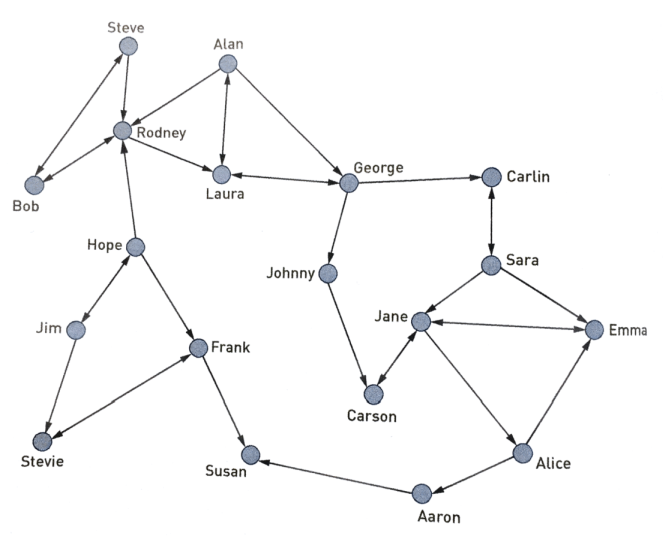 Steve
Alan
Rodney
George
Carlin
Laura
Bob
Hope
Sara
Johnny
Jane
Jim
Emma
Frank
Carson
Stevie
Susan
Alice
Aaron